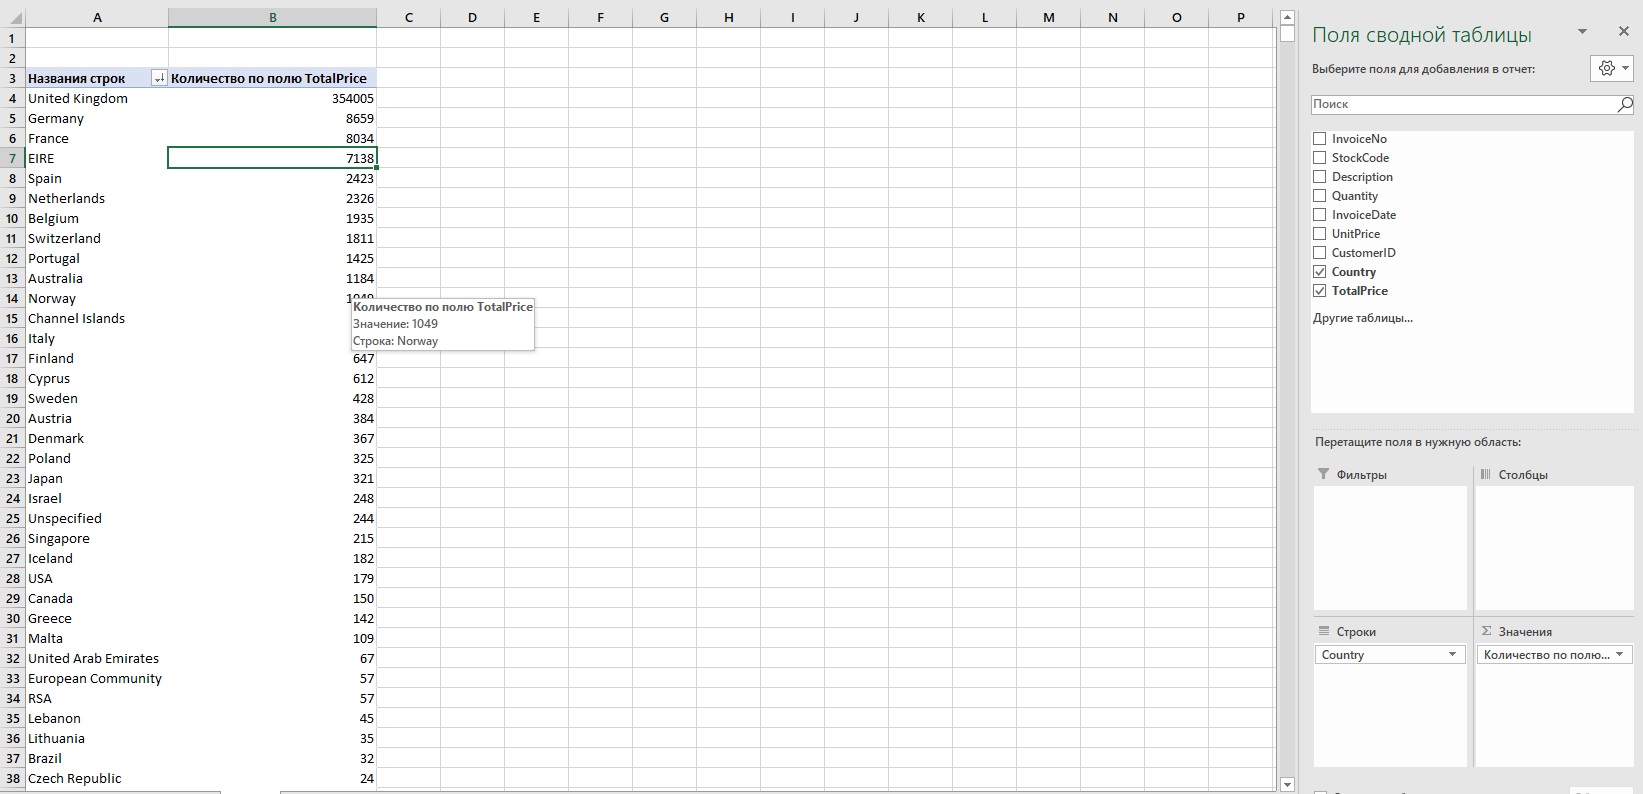 A B C D E F G H I J K L M N O P
1
2
3 Названия строк Количество по полю TotalPrice
4 United Kingdom 354005
5 Germany 8659
6 France 8034
7 EIRE 7138
8 Spain 2423
9 Netherlands 2326
10 Belgium 1935
11 Switzerland 1811
12 Portugal 1425
13 Australia 1184
14 Norway 1049
15 Channel Islands
16 Italy
17 Finland 647
18 Cyprus 612
19 Sweden 428
20 Austria 384
21 Denmark 367
22 Poland 325
23 Japan 321
24 Israel 248
25 Unspecified 244
26 Singapore 215
27 Iceland 182
28 USA 179
29 Canada 150
30 Greece 142
31 Malta 109
32 United Arab Emirates 67
33 European Community 57
34 RSA 57
35 Lebanon 45
36 Lithuania 35
37 Brazil 32
38 Czech Republic 24
Количество по полю TotalPrice
Значение: 1049
Строка: Norway
Поля сводной таблицы
Выберите поля для добавления в отчет:
Поиск
InvoiceNo
StockCode
Description
Quantity
InvoiceDate
UnitPrice
CustomerID
Country
TotalPrice
Другие таблицы...
Перетащите поля в нужную область:
Фильтры
Столбцы
Строки
Country
Σ Значения
Количество по полю...